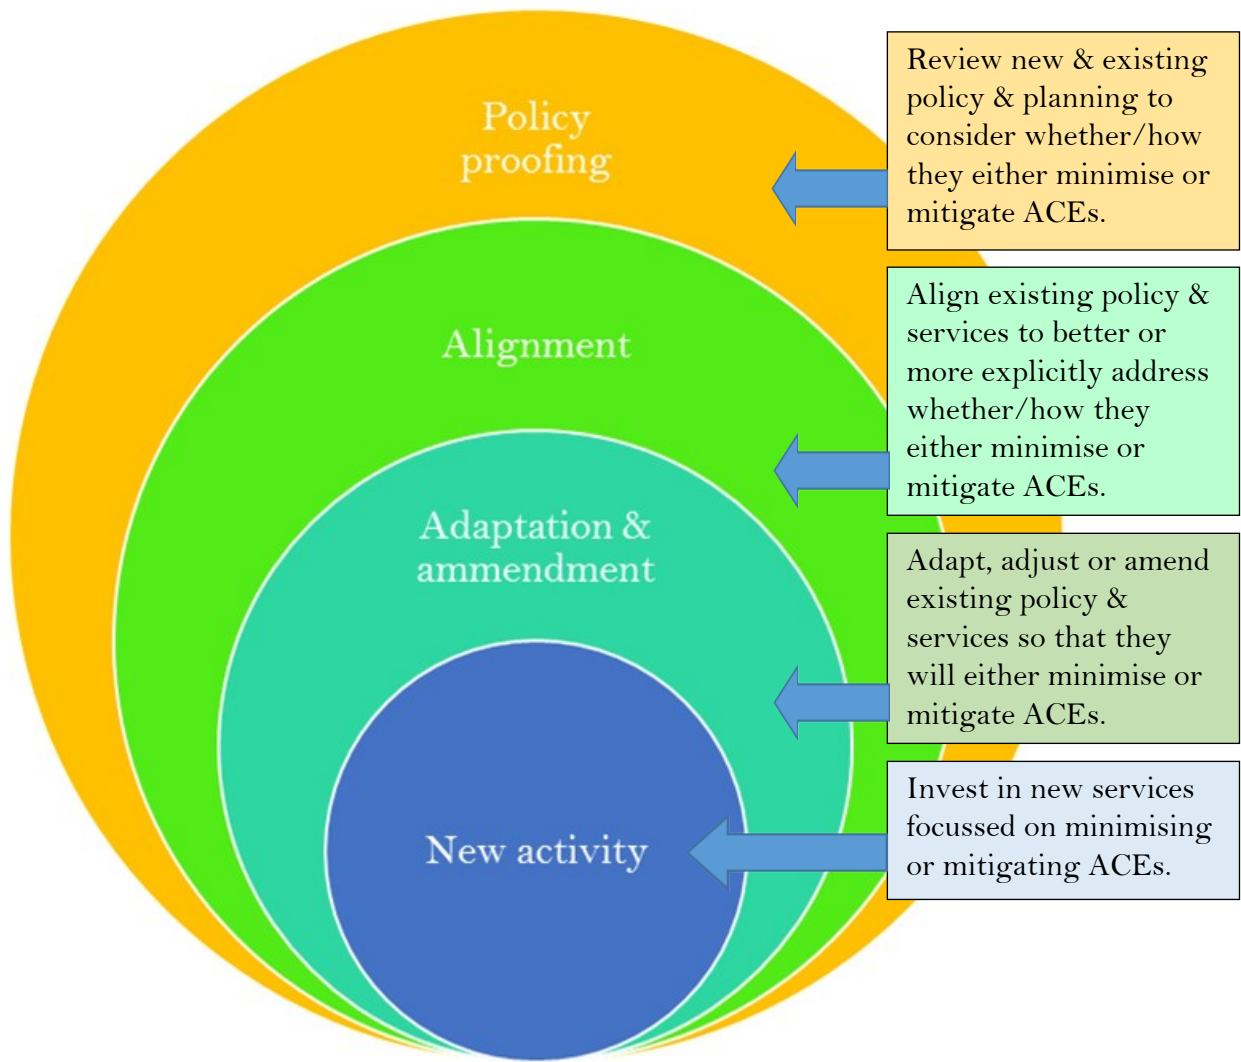 Policy
proofing
Review new & existing
policy & planning to
consider whether/how
they either minimise or
mitigate ACEs.
Alignment
Align existing policy &
services to better or
more explicitly address
whether/how they
either minimise or
mitigate ACEs.
Adaptation &
ammendment
Adapt, adjust or amend
existing policy &
services so that they
will either minimise or
mitigate ACEs.
New activity
Invest in new services
focussed on minimising
or mitigating ACEs.